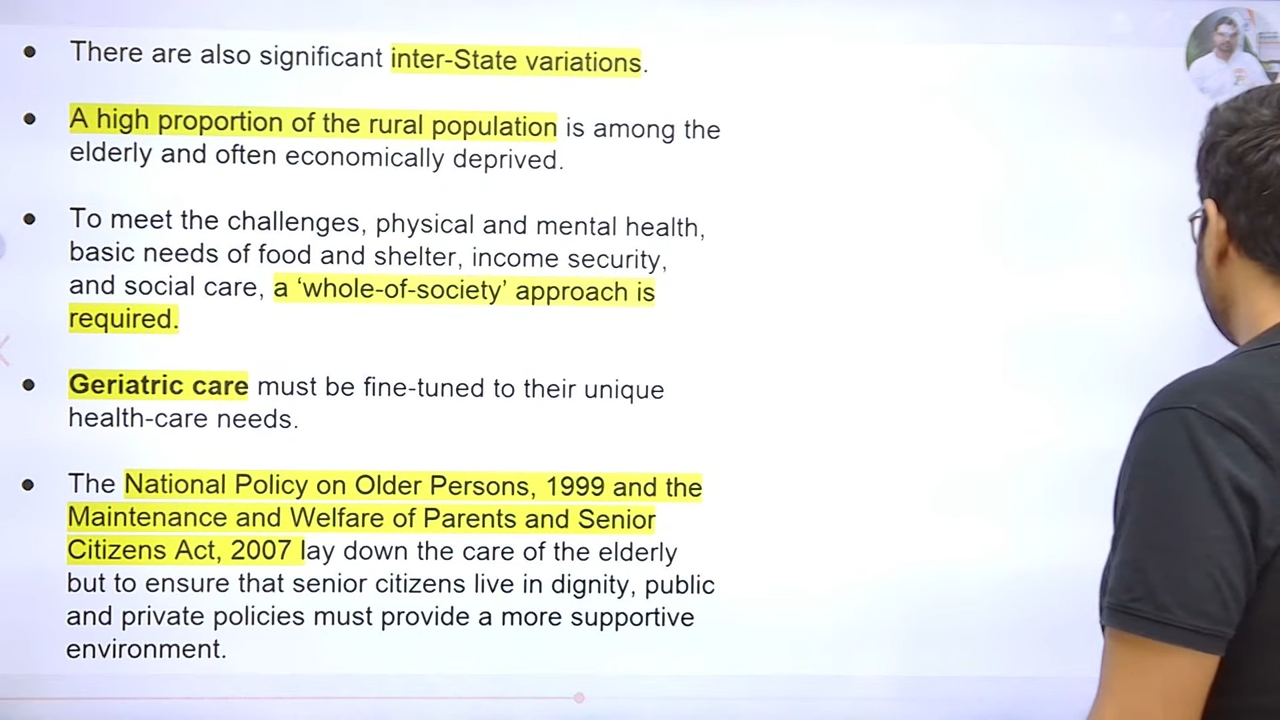 • There are also significant inter-State variations.
• A high proportion of the rural population is among the
elderly and often economically deprived.
• To meet the challenges, physical and mental health,
basic needs of food and shelter, income security,
and social care, a ‘whole-of-society’ approach is
required.
• Geriatric care must be fine-tuned to their unique
health-care needs.
• The National Policy on Older Persons, 1999 and the
Maintenance and Welfare of Parents and Senior
Citizens Act, 2007 lay down the care of the elderly
but to ensure that senior citizens live in dignity, public
and private policies must provide a more supportive
environment.